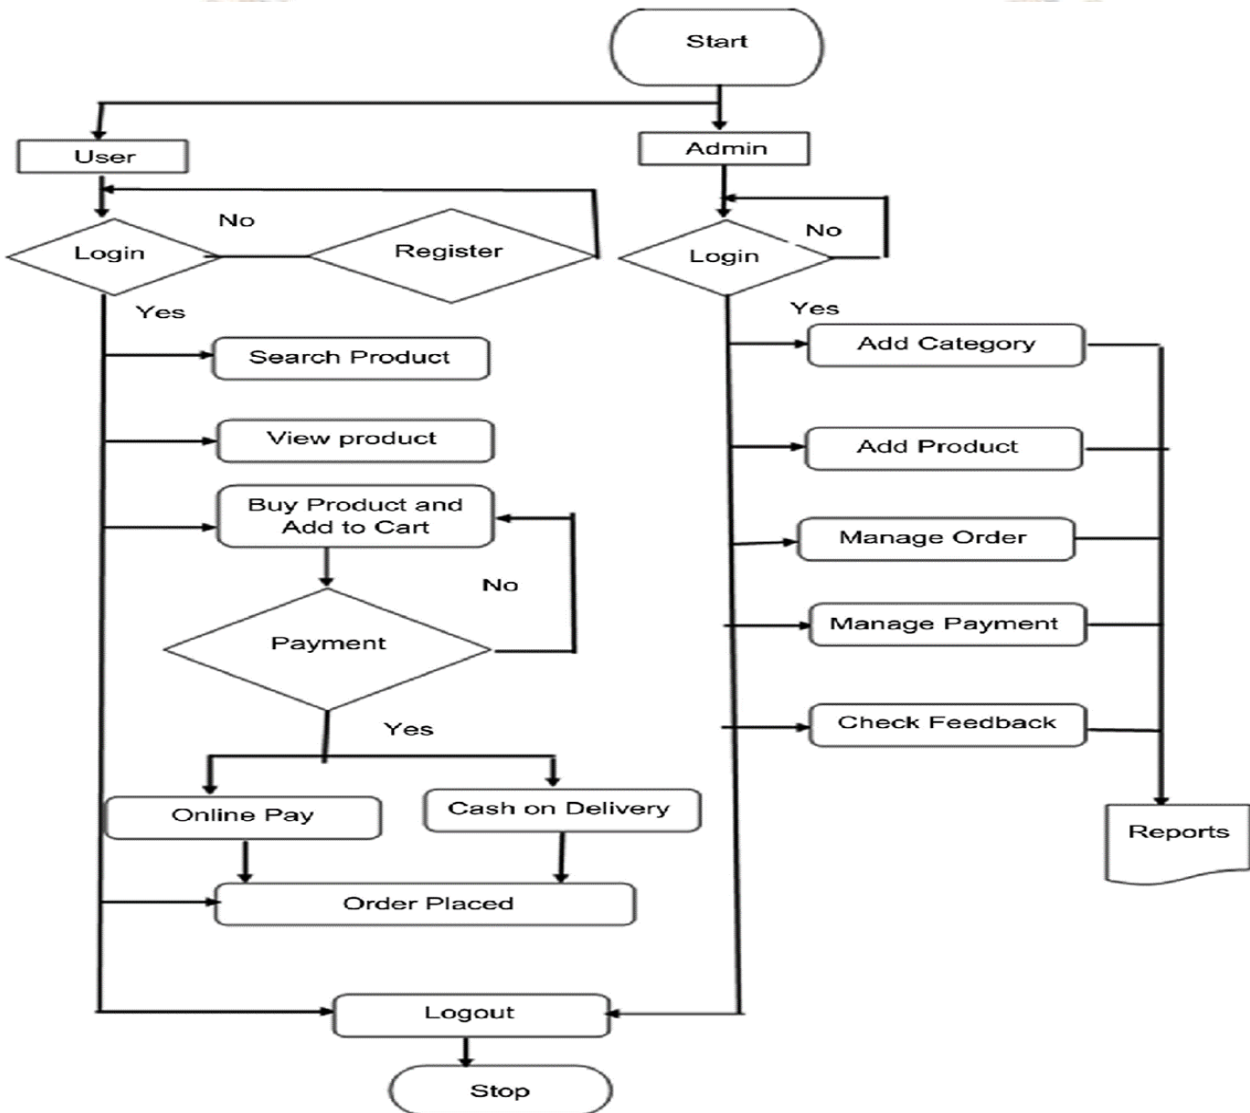 Start
User
Admin
No
No
Login
Register
Login
Yes
Yes
Search Product
Add Category
View product
Add Product
Buy Product and
Add to Cart
Manage Order
No
Payment
Manage Payment
Yes
Check Feedback
Online Pay
Cash on Delivery
Reports
Order Placed
Logout
Stop